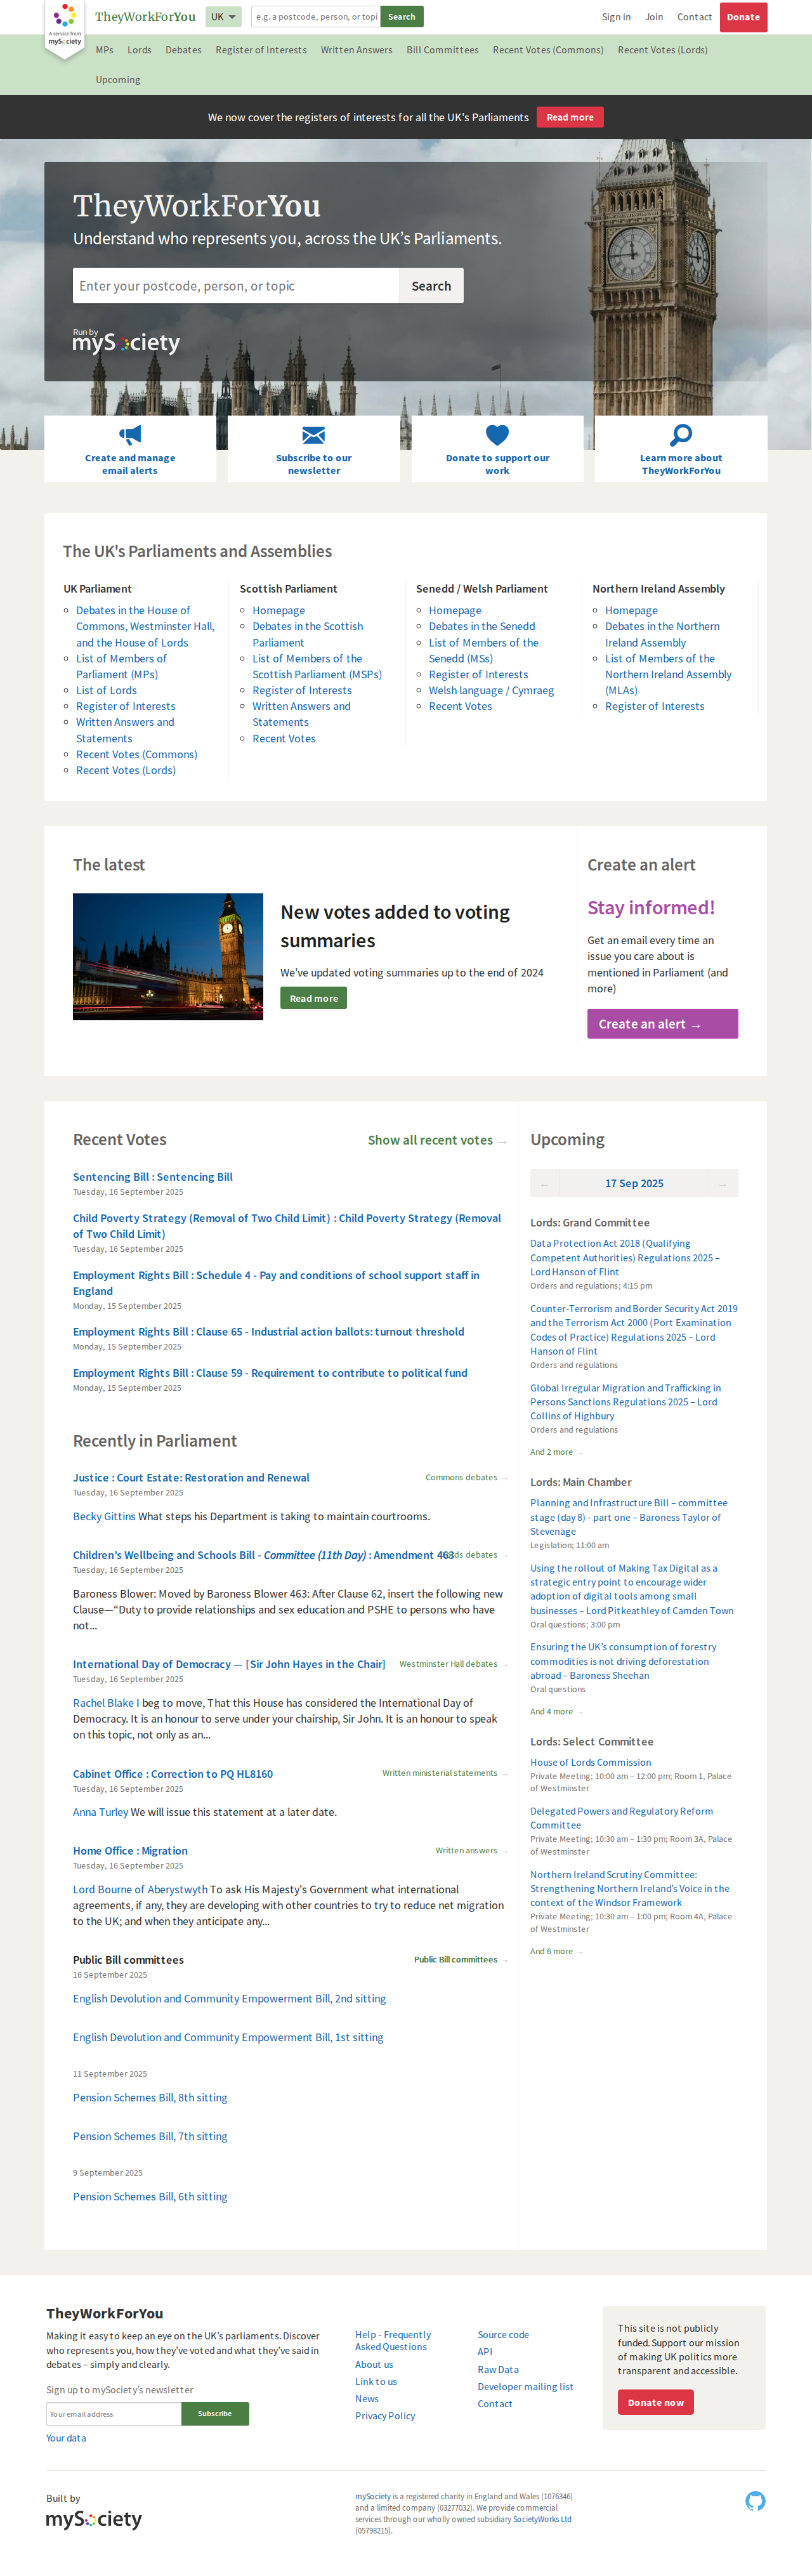 A service from
mySociety
TheyWorkForYou
UK
e.g. a postcode, person, or topi
Search
Sign in
Join
Contact
Donate
MPs
Lords
Debates
Register of Interests
Written Answers
Bill Committees
Recent Votes (Commons)
Recent Votes (Lords)
Upcoming
We now cover the registers of interests for all the UK's Parliaments
Read more
TheyWorkForYou
Understand who represents you, across the UK's Parliaments.
Enter your postcode, person, or topic
Search
Run by
mySociety
Create and manage
email alerts
Subscribe to our
newsletter
Donate to support our
work
Learn more about
TheyWorkForYou
The UK's Parliaments and Assemblies
UK Parliament
Debates in the House of
Commons, Westminster Hall,
and the House of Lords
List of Members of
Parliament (MPs)
List of Lords
Register of Interests
Written Answers and
Statements
Recent Votes (Commons)
Recent Votes (Lords)
Scottish Parliament
Homepage
Debates in the Scottish
Parliament
List of Members of the
Scottish Parliament (MSPs)
Register of Interests
Written Answers and
Statements
Recent Votes
Senedd / Welsh Parliament
Homepage
Debates in the Senedd
List of Members of the
Senedd (MSs)
Register of Interests
Welsh language / Cymraeg
Recent Votes
Northern Ireland Assembly
Homepage
Debates in the Northern
Ireland Assembly
List of Members of the
Northern Ireland Assembly
(MLAs)
Register of Interests
The latest
New votes added to voting
summaries
We've updated voting summaries up to the end of 2024
Read more
Create an alert
Stay informed!
Get an email every time an
issue you care about is
mentioned in Parliament (and
more)
Create an alert →
Recent Votes
Show all recent votes →
Sentencing Bill : Sentencing Bill
Tuesday, 16 September 2025
Child Poverty Strategy (Removal of Two Child Limit) : Child Poverty Strategy (Removal
of Two Child Limit)
Tuesday, 16 September 2025
Employment Rights Bill : Schedule 4 - Pay and conditions of school support staff in
England
Monday, 15 September 2025
Employment Rights Bill : Clause 65 - Industrial action ballots: turnout threshold
Monday, 15 September 2025
Employment Rights Bill : Clause 59 - Requirement to contribute to political fund
Monday, 15 September 2025
Recently in Parliament
Justice : Court Estate: Restoration and Renewal
Commons debates →
Tuesday, 16 September 2025
Becky Gittins What steps his Department is taking to maintain courtrooms.
Children's Wellbeing and Schools Bill - Committee (11th Day) : Amendment 463
debates →
Tuesday, 16 September 2025
Baroness Blower: Moved by Baroness Blower 463: After Clause 62, insert the following new
Clause—“Duty to provide relationships and sex education and PSHE to persons who have
not...
International Day of Democracy — [Sir John Hayes in the Chair]
Westminster Hall debates →
Tuesday, 16 September 2025
Rachel Blake I beg to move, That this House has considered the International Day of
Democracy. It is an honour to serve under your chairship, Sir John. It is an honour to speak
on this topic, not only as an...
Cabinet Office : Correction to PQ HL8160
Written ministerial statements →
Tuesday, 16 September 2025
Anna Turley We will issue this statement at a later date.
Home Office : Migration
Written answers →
Tuesday, 16 September 2025
Lord Bourne of Aberystwyth To ask His Majesty's Government what international
agreements, if any, they are developing with other countries to try to reduce net migration
to the UK; and when they anticipate any...
Public Bill committees
Public Bill committees →
16 September 2025
English Devolution and Community Empowerment Bill, 2nd sitting
English Devolution and Community Empowerment Bill, 1st sitting
11 September 2025
Pension Schemes Bill, 8th sitting
Pension Schemes Bill, 7th sitting
9 September 2025
Pension Schemes Bill, 6th sitting
Upcoming
← 17 Sep 2025 →
Lords: Grand Committee
Data Protection Act 2018 (Qualifying
Competent Authorities) Regulations 2025 –
Lord Hanson of Flint
Orders and regulations; 4:15 pm
Counter-Terrorism and Border Security Act 2019
and the Terrorism Act 2000 (Port Examination
Codes of Practice) Regulations 2025 – Lord
Hanson of Flint
Orders and regulations
Global Irregular Migration and Trafficking in
Persons Sanctions Regulations 2025 – Lord
Collins of Highbury
Orders and regulations
And 2 more →
Lords: Main Chamber
Planning and Infrastructure Bill – committee
stage (day 8) - part one – Baroness Taylor of
Stevenage
Legislation; 11:00 am
Using the rollout of Making Tax Digital as a
strategic entry point to encourage wider
adoption of digital tools among small
businesses – Lord Pitkeathley of Camden Town
Oral questions; 3:00 pm
Ensuring the UK's consumption of forestry
commodities is not driving deforestation
abroad – Baroness Sheehan
Oral questions
And 4 more →
Lords: Select Committee
House of Lords Commission
Private Meeting; 10:00 am – 12:00 pm; Room 1, Palace
of Westminster
Delegated Powers and Regulatory Reform
Committee
Private Meeting; 10:30 am – 1:30 pm; Room 3A, Palace
of Westminster
Northern Ireland Scrutiny Committee:
Strengthening Northern Ireland's Voice in the
context of the Windsor Framework
Private Meeting; 10:30 am – 1:00 pm; Room 4A, Palace
of Westminster
And 6 more →
TheyWorkForYou
Making it easy to keep an eye on the UK's parliaments. Discover
who represents you, how they've voted and what they've said in
debates – simply and clearly.
Sign up to mySociety's newsletter
Your email address
Subscribe
Your data
Help - Frequently
Asked Questions
About us
Link to us
News
Privacy Policy
Source code
API
Raw Data
Developer mailing list
Contact
This site is not publicly
funded. Support our mission
of making UK politics more
transparent and accessible.
Donate now
Built by
mySociety
mySociety is a registered charity in England and Wales (1076346)
and a limited company (03277032). We provide commercial
services through our wholly owned subsidiary SocietyWorks Ltd
(05798215).